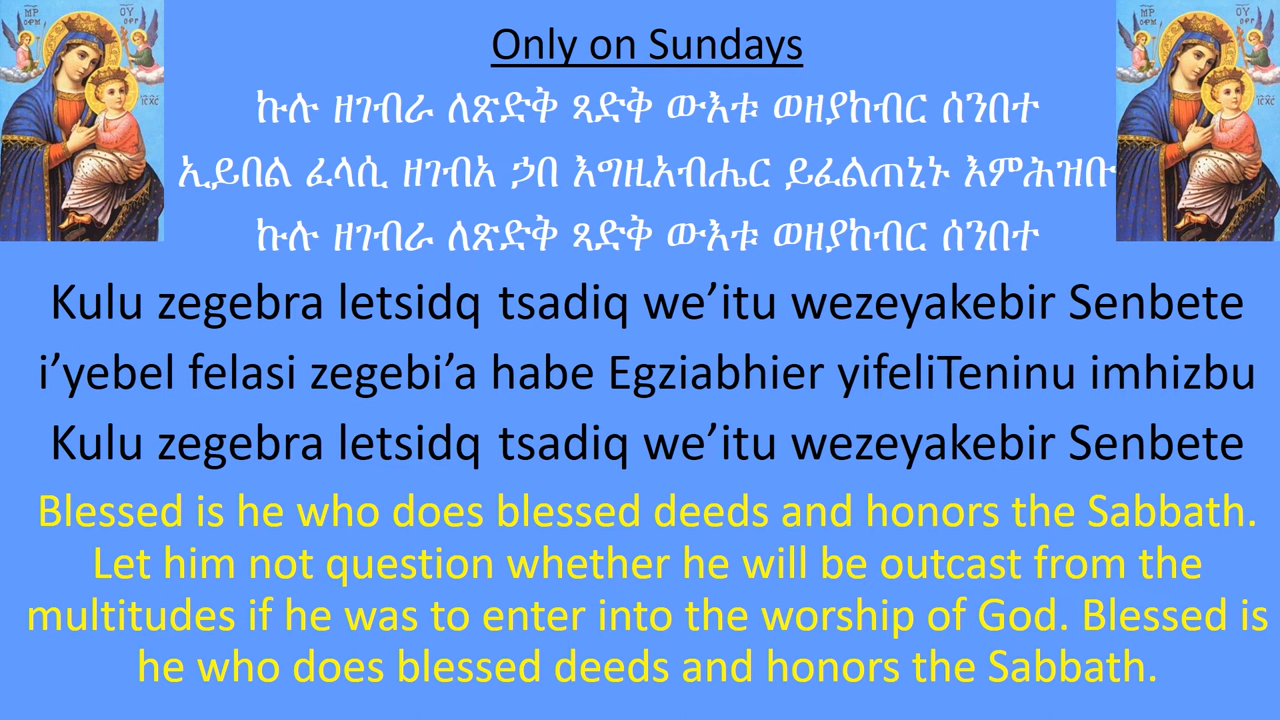 Only on Sundays
ኩሉ ዘገብራ ለጽድቅ ጻድቅ ውእቱ ወዘያከብር ሰንበተ
ኢይበል ፈላሲ ዘገብአ ኃበ እግዚአብሔር ይፈልጠኒኑ እምሕዝቡ
ኩሉ ዘገብራ ለጽድቅ ጻድቅ ውእቱ ወዘያከብር ሰንበተ
Kulu zegebra letsidq tsadiq we’itu wezeyakebir Senbete
i’yebel felasi zegebi’a habe Egziabhier yifeliTeninu imhizbu
Kulu zegebra letsidq tsadiq we’itu wezeyakebir Senbete
Blessed is he who does blessed deeds and honors the Sabbath.
Let him not question whether he will be outcast from the
multitudes if he was to enter into the worship of God. Blessed is
he who does blessed deeds and honors the Sabbath.